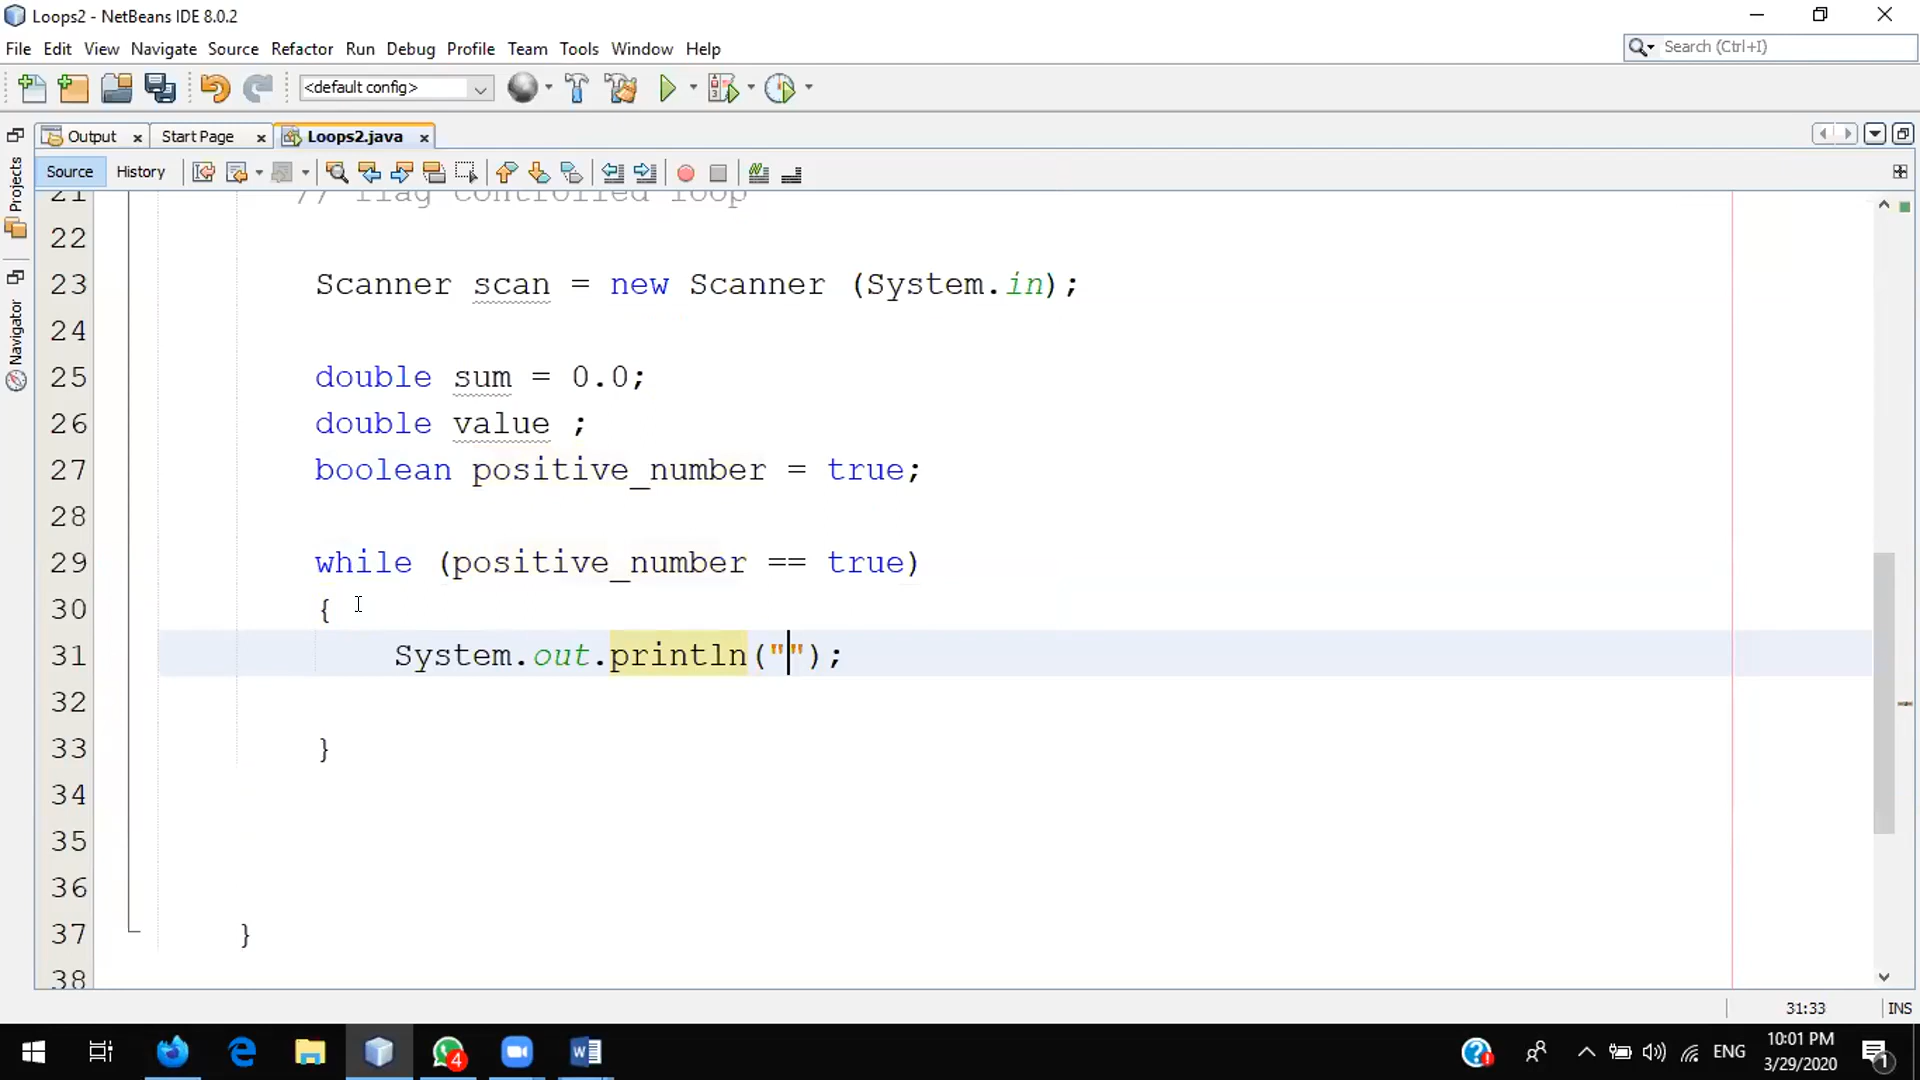 Loops2 - NetBeans IDE 8.0.2
File Edit View Navigate Source Refactor Run Debug Profile Team Tools Window Help
Search (Ctrl+I)
<default config>
Output Start Page Loops2.java
Source History
Projects
Navigator
21 // flag controlled loop
22
23 Scanner scan = new Scanner (System.in);
24
25 double sum = 0.0;
26 double value ;
27 boolean positive_number = true;
28
29 while (positive_number == true)
30 {
31 System.out.println("");
32
33 }
34
35
36
37 }
38
31:33 INS
4
ENG
10:01 PM
3/29/2020
1